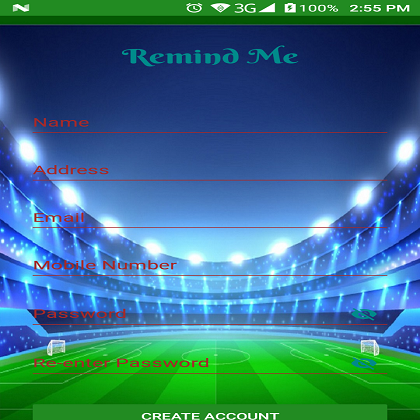 3G 100% 2:55 PM
Remind Me
Name
Address
Email
Mobile Number
Password
Re-enter Password
CREATE ACCOUNT